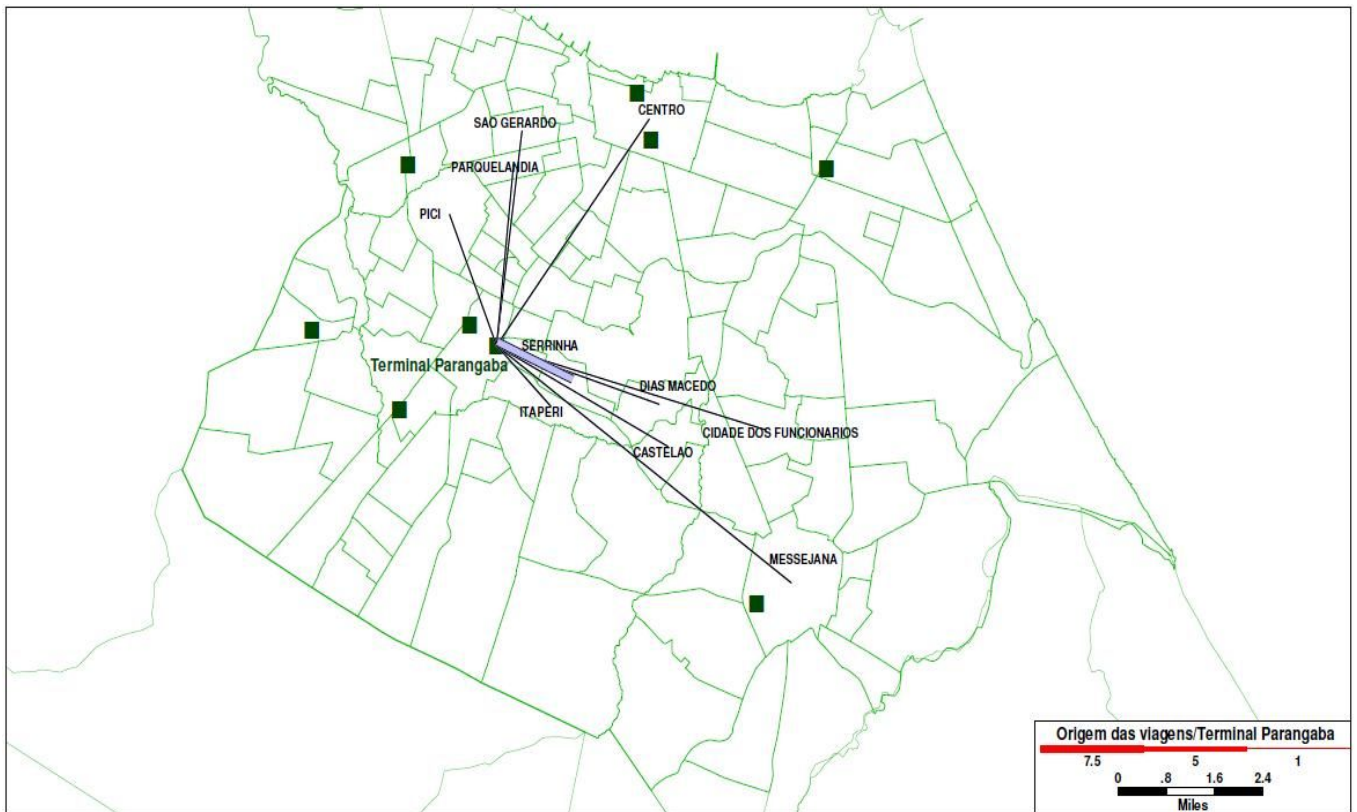 CENTRO
SAO GERARDO
PARQUELANDIA
PICI
SERRINHA
Terminal Parangaba
DIAS MACEDO
ITAPERI
CIDADE DOS FUNCIONARIOS
CASTELAO
MESSEJANA
Origem das viagens/Terminal Parangaba
7.5 5 1
0 .8 1.6 2.4
Miles